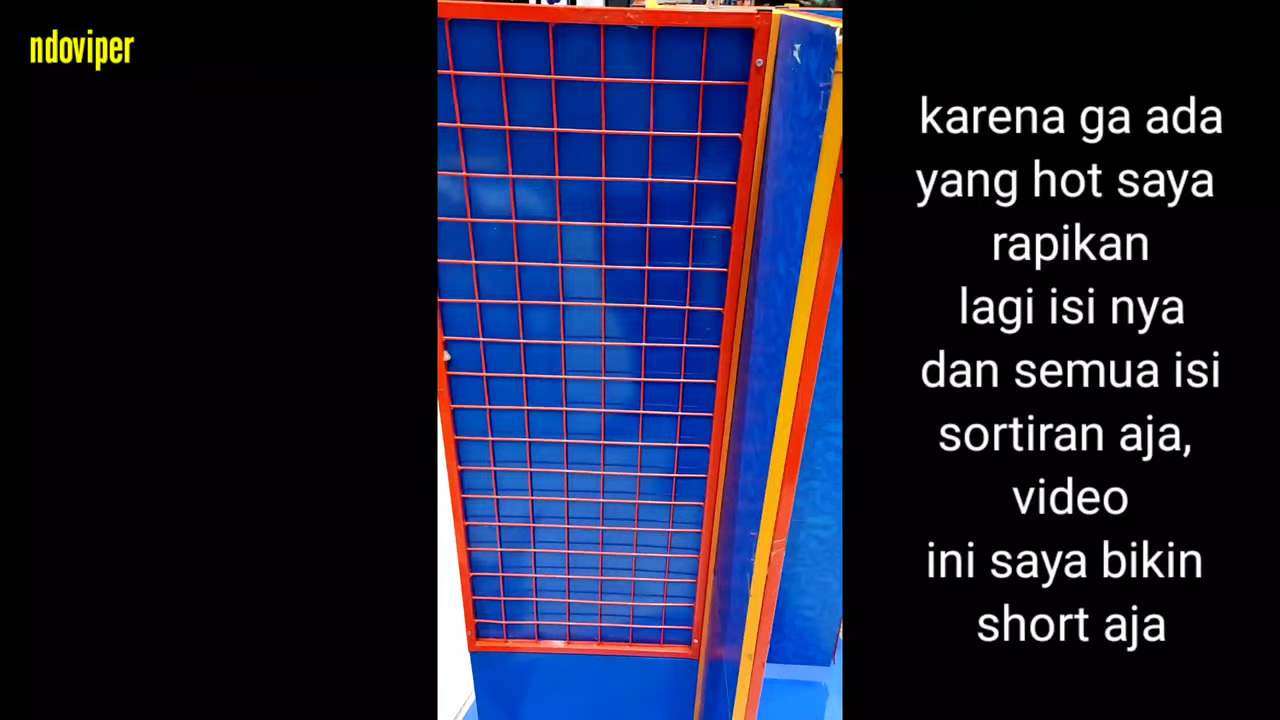 ndoviper
karena ga ada
yang hot saya
rapikan
lagi isi nya
dan semua isi
sortiran aja,
video
ini saya bikin
short aja